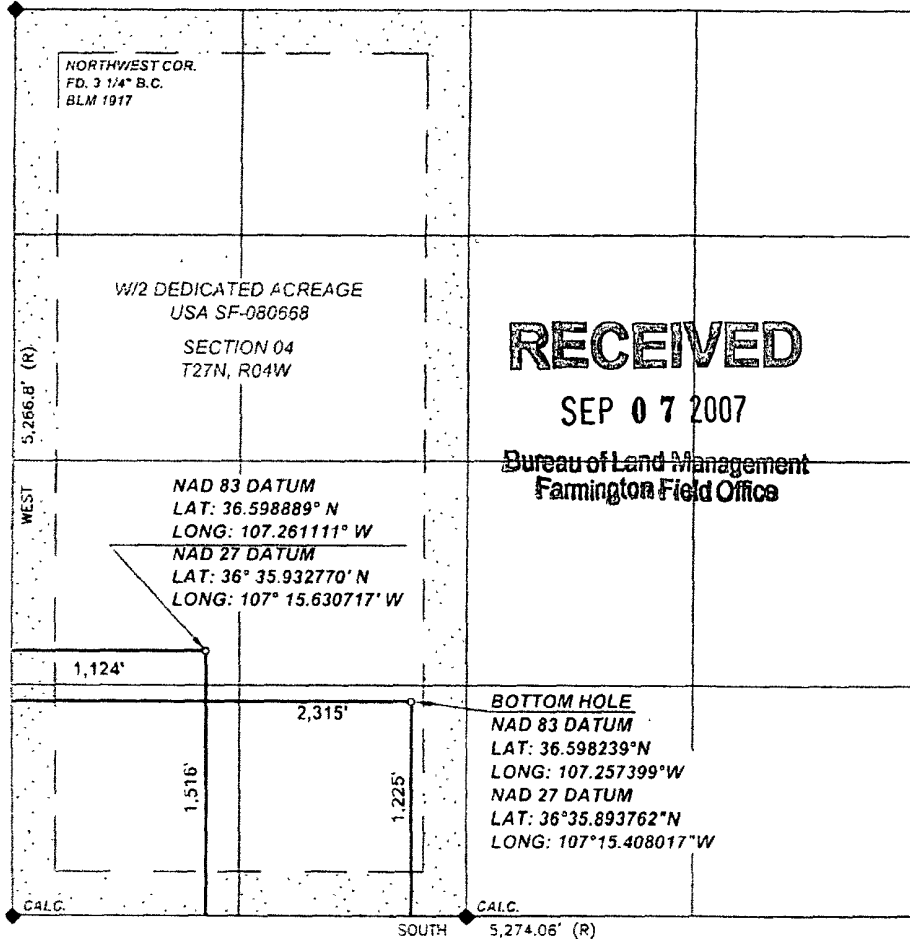 NORTHWEST COR.
FD. 3 1/4" B.C.
BLM 1917
W/2 DEDICATED ACREAGE
USA SF-080668
SECTION 04
T27N, R04W
RECEIVED
SEP 07 2007
Bureau of Land Management
Farmington Field Office
WEST 5,266.8' (R)
NAD 83 DATUM
LAT: 36.598889° N
LONG: 107.261111° W
NAD 27 DATUM
LAT: 36° 35.932770' N
LONG: 107° 15.630717' W
1,124'
2,315'
1,516'
1,225'
BOTTOM HOLE
NAD 83 DATUM
LAT: 36.598239°N
LONG: 107.257399°W
NAD 27 DATUM
LAT: 36°35.893762"N
LONG: 107°15.408017"W
CALC.
CALC.
SOUTH 5,274.06' (R)